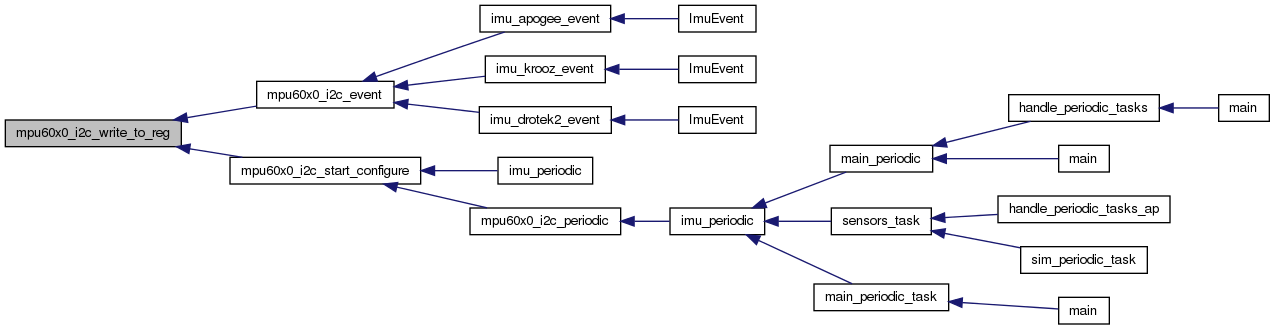 mpu60x0_i2c_write_to_reg
mpu60x0_i2c_event
imu_apogee_event
ImuEvent
imu_krooz_event
ImuEvent
imu_drotek2_event
ImuEvent
mpu60x0_i2c_start_configure
imu_periodic
mpu60x0_i2c_periodic
imu_periodic
main_periodic
handle_periodic_tasks
main
main
sensors_task
handle_periodic_tasks_ap
sim_periodic_task
main_periodic_task
main